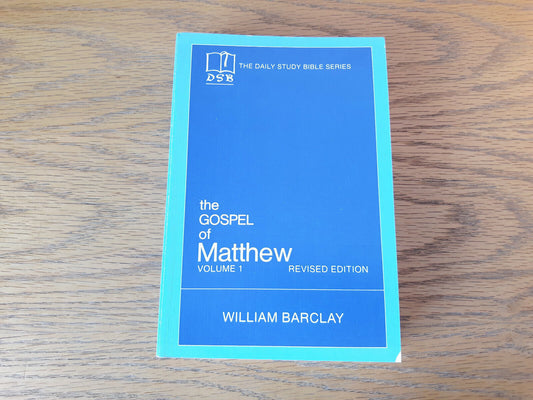 DSB
THE DAILY STUDY BIBLE SERIES
the
GOSPEL
of
Matthew
VOLUME 1 REVISED EDITION
WILLIAM BARCLAY